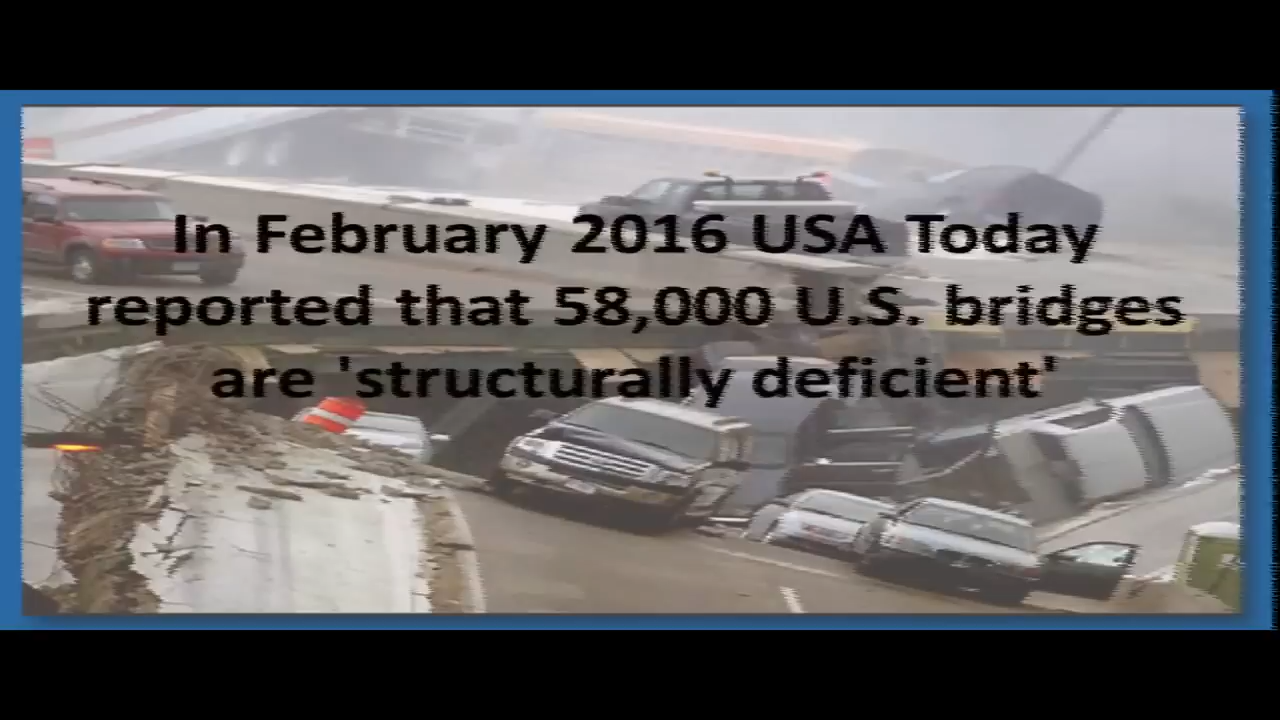 In February 2016 USA Today
reported that 58,000 U.S. bridges
are 'structurally deficient'